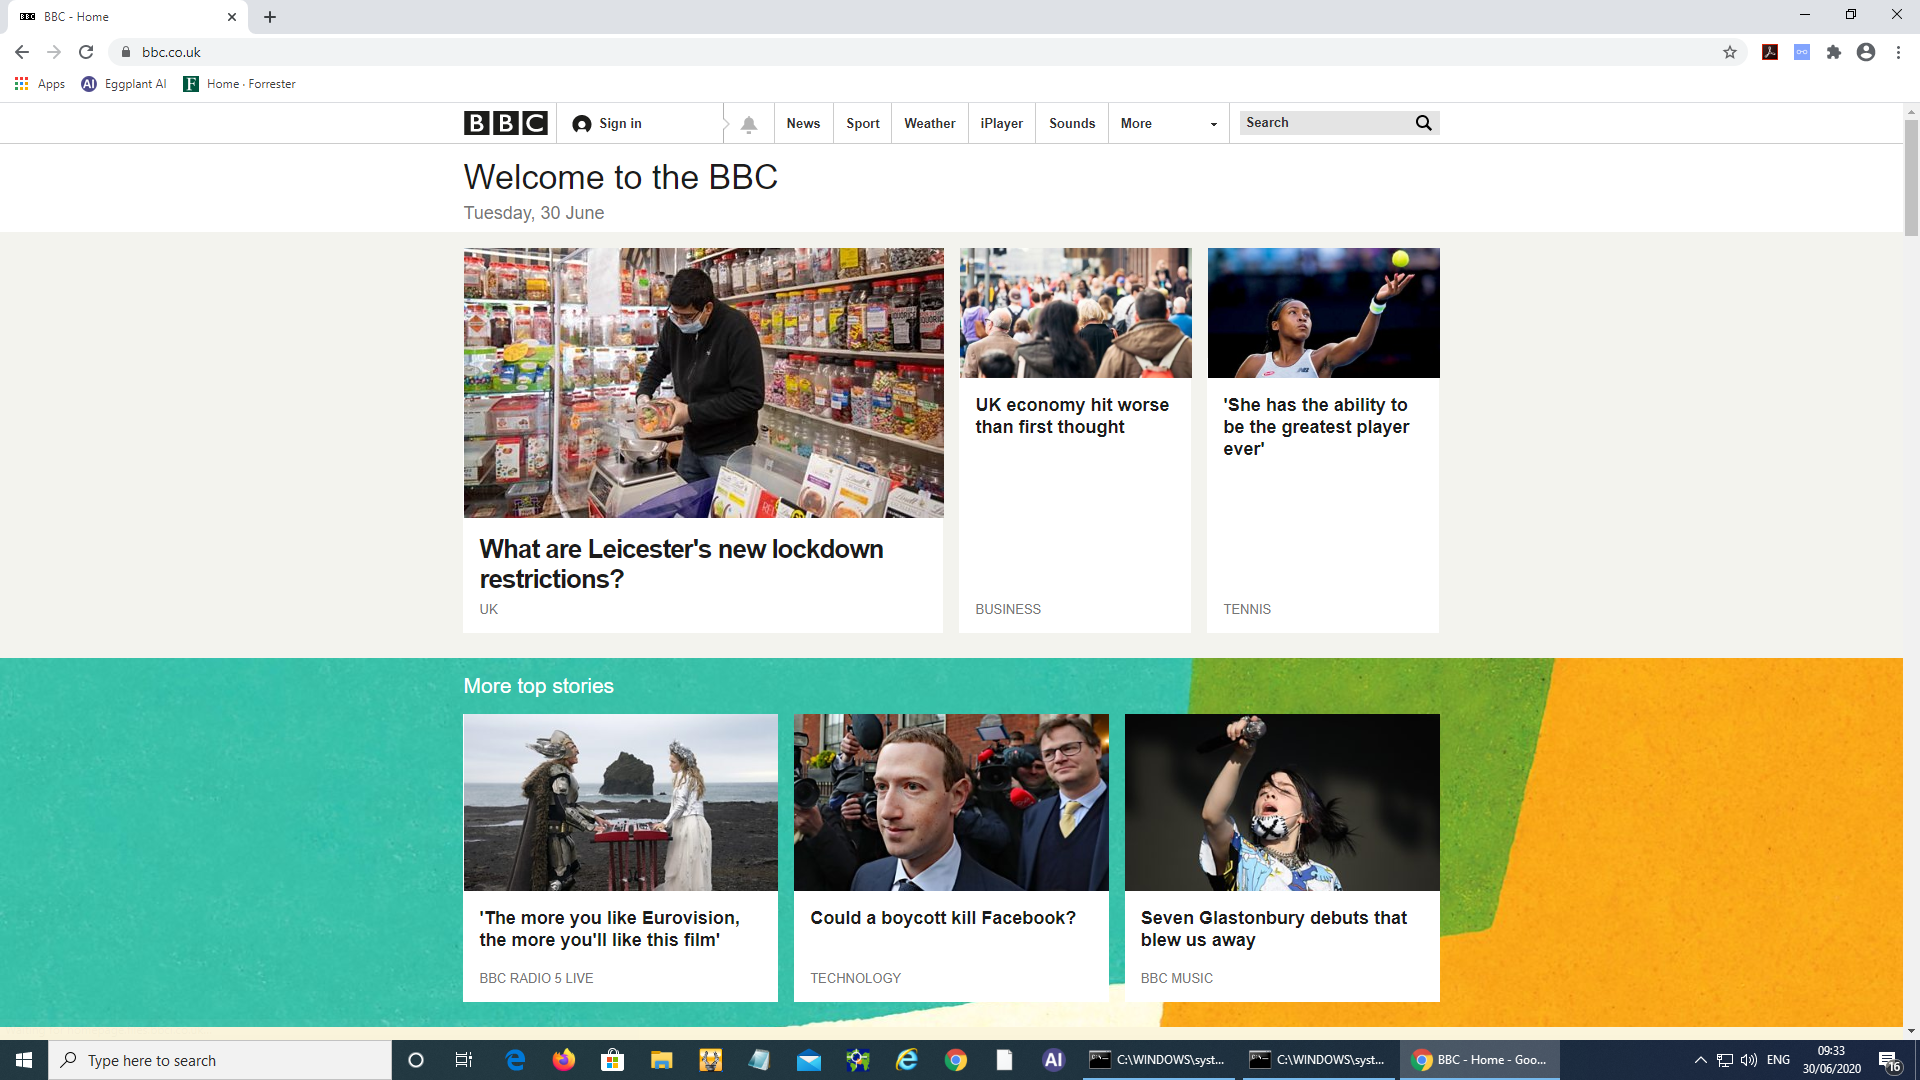 BBC - Home
bbc.co.uk
Apps
AI Eggplant AI
F Home · Forrester
BBC
Sign in
News
Sport
Weather
iPlayer
Sounds
More
Search
Welcome to the BBC
Tuesday, 30 June
What are Leicester's new lockdown
restrictions?
UK
UK economy hit worse
than first thought
BUSINESS
'She has the ability to
be the greatest player
ever'
TENNIS
More top stories
'The more you like Eurovision,
the more you'll like this film'
BBC RADIO 5 LIVE
Could a boycott kill Facebook?
TECHNOLOGY
Seven Glastonbury debuts that
blew us away
BBC MUSIC
Type here to search
AI
C:\WINDOWS\syst...
C:\WINDOWS\syst...
BBC - Home - Goo...
ENG
09:33
30/06/2020
16